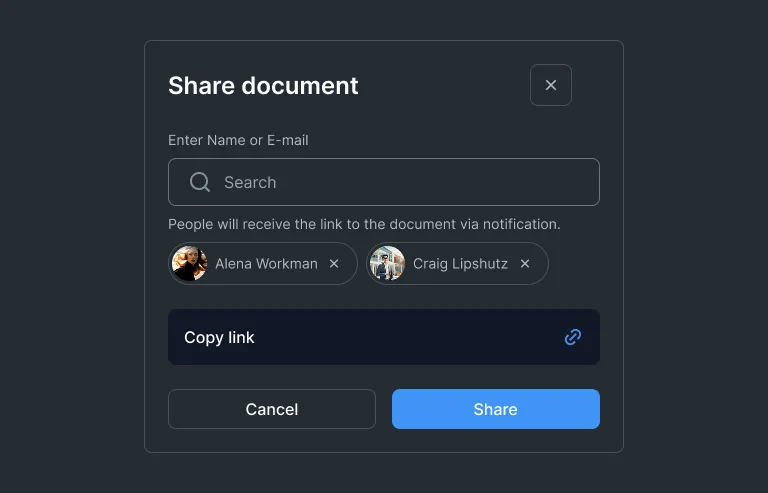 Share document
Enter Name or E-mail
Search
People will receive the link to the document via notification.
Alena Workman
Craig Lipshutz
Copy link
Cancel
Share